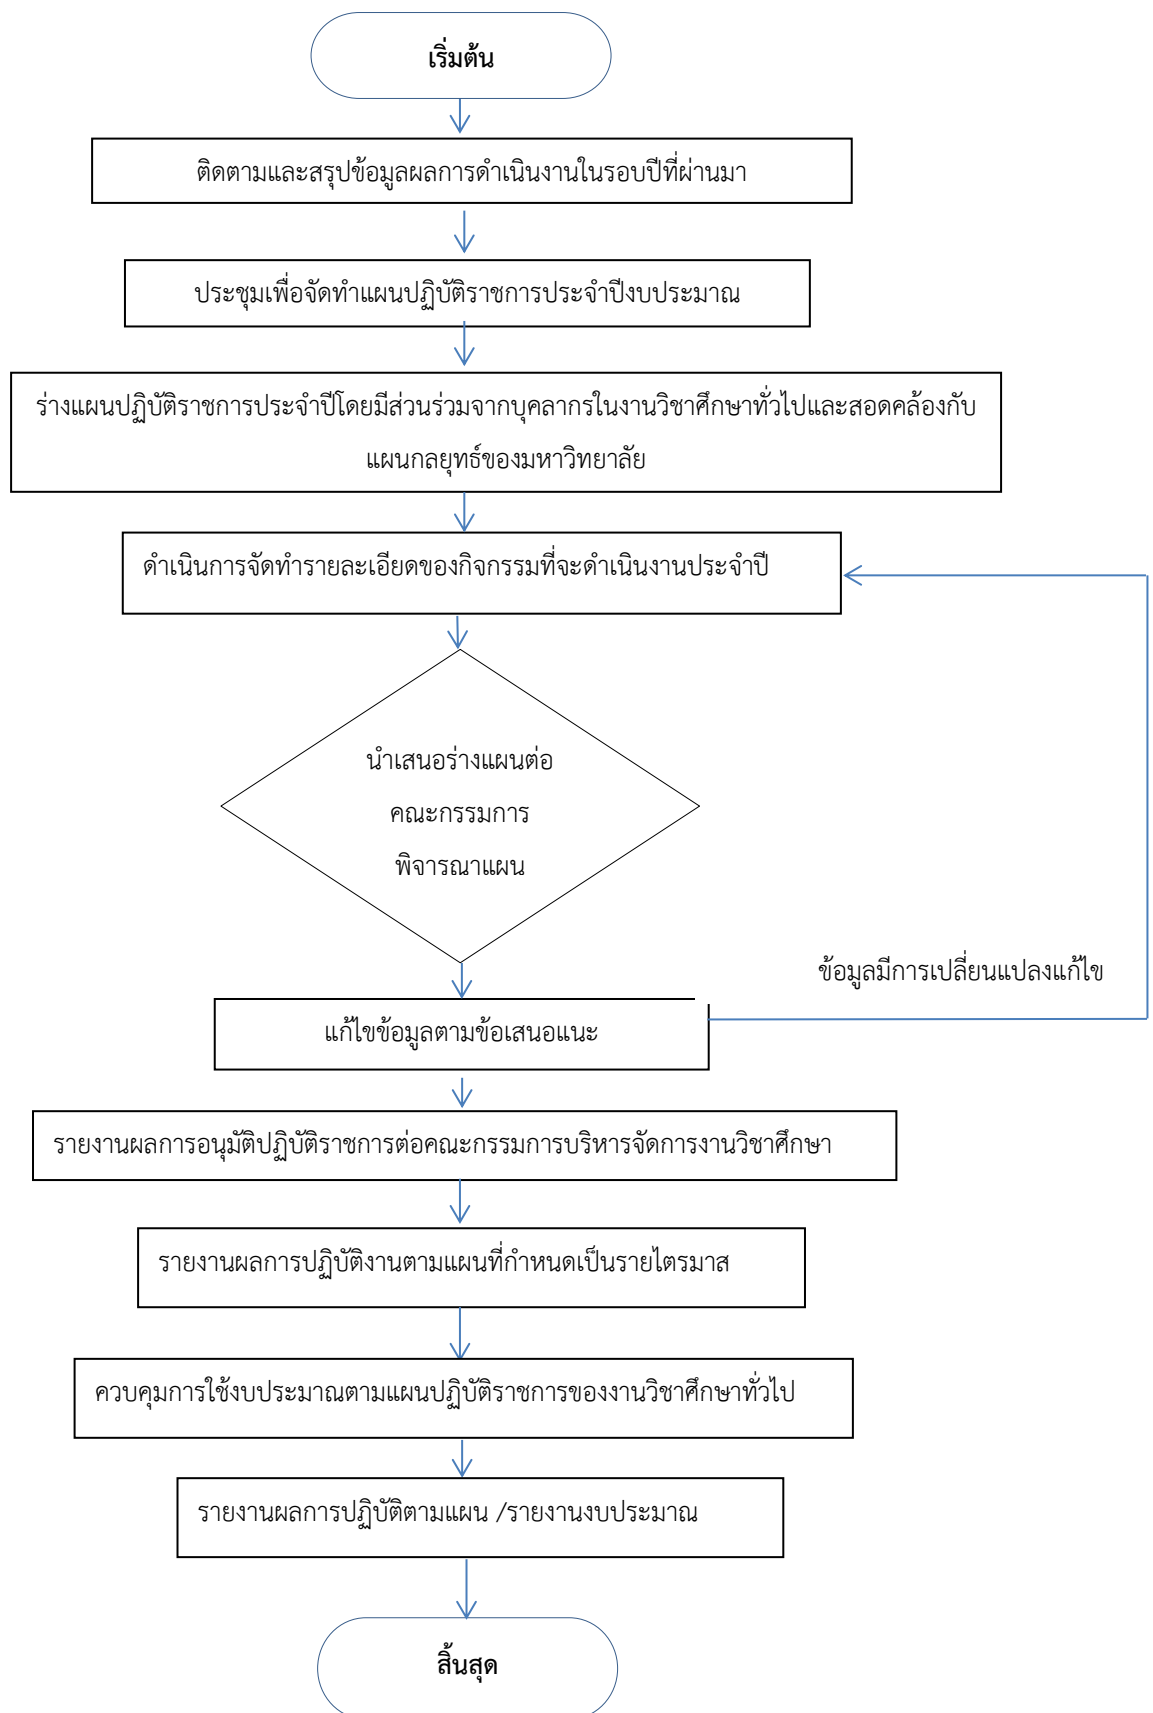 เริ่มต้น
ติดตามและสรุปข้อมูลผลการดำเนินงานในรอบปีที่ผ่านมา
ประชุมเพื่อจัดทำแผนปฏิบัติราชการประจำปีงบประมาณ
ร่างแผนปฏิบัติราชการประจำปีโดยมีส่วนร่วมจากบุคลากรในงานวิชาศึกษาทั่วไปและสอดคล้องกับ
แผนกลยุทธ์ของมหาวิทยาลัย
ดำเนินการจัดทำรายละเอียดของกิจกรรมที่จะดำเนินงานประจำปี
นำเสนอร่างแผนต่อ
คณะกรรมการ
พิจารณาแผน
ข้อมูลมีการเปลี่ยนแปลงแก้ไข
แก้ไขข้อมูลตามข้อเสนอแนะ
รายงานผลการอนุมัติปฏิบัติราชการต่อคณะกรรมการบริหารจัดการงานวิชาศึกษา
รายงานผลการปฏิบัติงานตามแผนที่กำหนดเป็นรายไตรมาส
ควบคุมการใช้งบประมาณตามแผนปฏิบัติราชการของงานวิชาศึกษาทั่วไป
รายงานผลการปฏิบัติตามแผน /รายงานงบประมาณ
สิ้นสุด